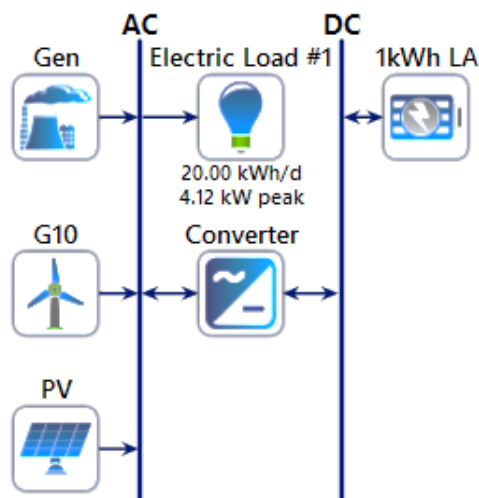 AC
DC
Gen
Electric Load #1
1kWh LA
20.00 kWh/d
4.12 kW peak
G10
Converter
PV